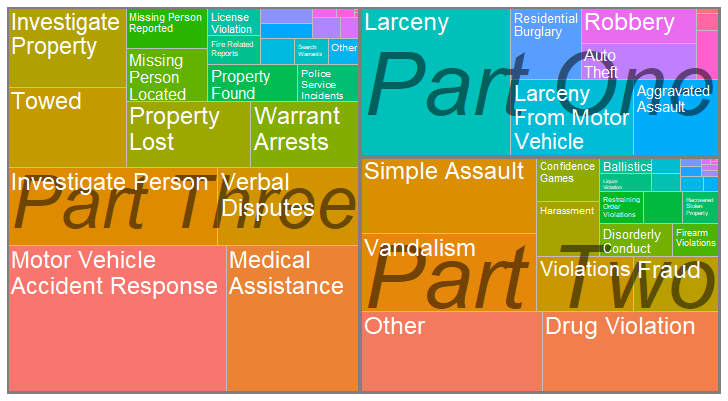 Investigate
Property
Missing Person
Reported
License
Violation
Fire Related
Reports
Search
Warrants
Other
Missing
Person
Located
Property
Found
Police
Service
Incidents
Towed
Property
Lost
Warrant
Arrests
Investigate Person
Verbal
Disputes
Part Three
Motor Vehicle
Accident Response
Medical
Assistance
Larceny
Residential
Burglary
Robbery
Auto
Theft
Part One
Larceny
From Motor
Vehicle
Aggravated
Assault
Simple Assault
Confidence
Games
Ballistics
Liquor
Violation
Harassment
Restraining
Order
Violations
Recovered
Stolen
Property
Disorderly
Conduct
Firearm
Violations
Vandalism
Violations
Fraud
Part Two
Other
Drug Violation